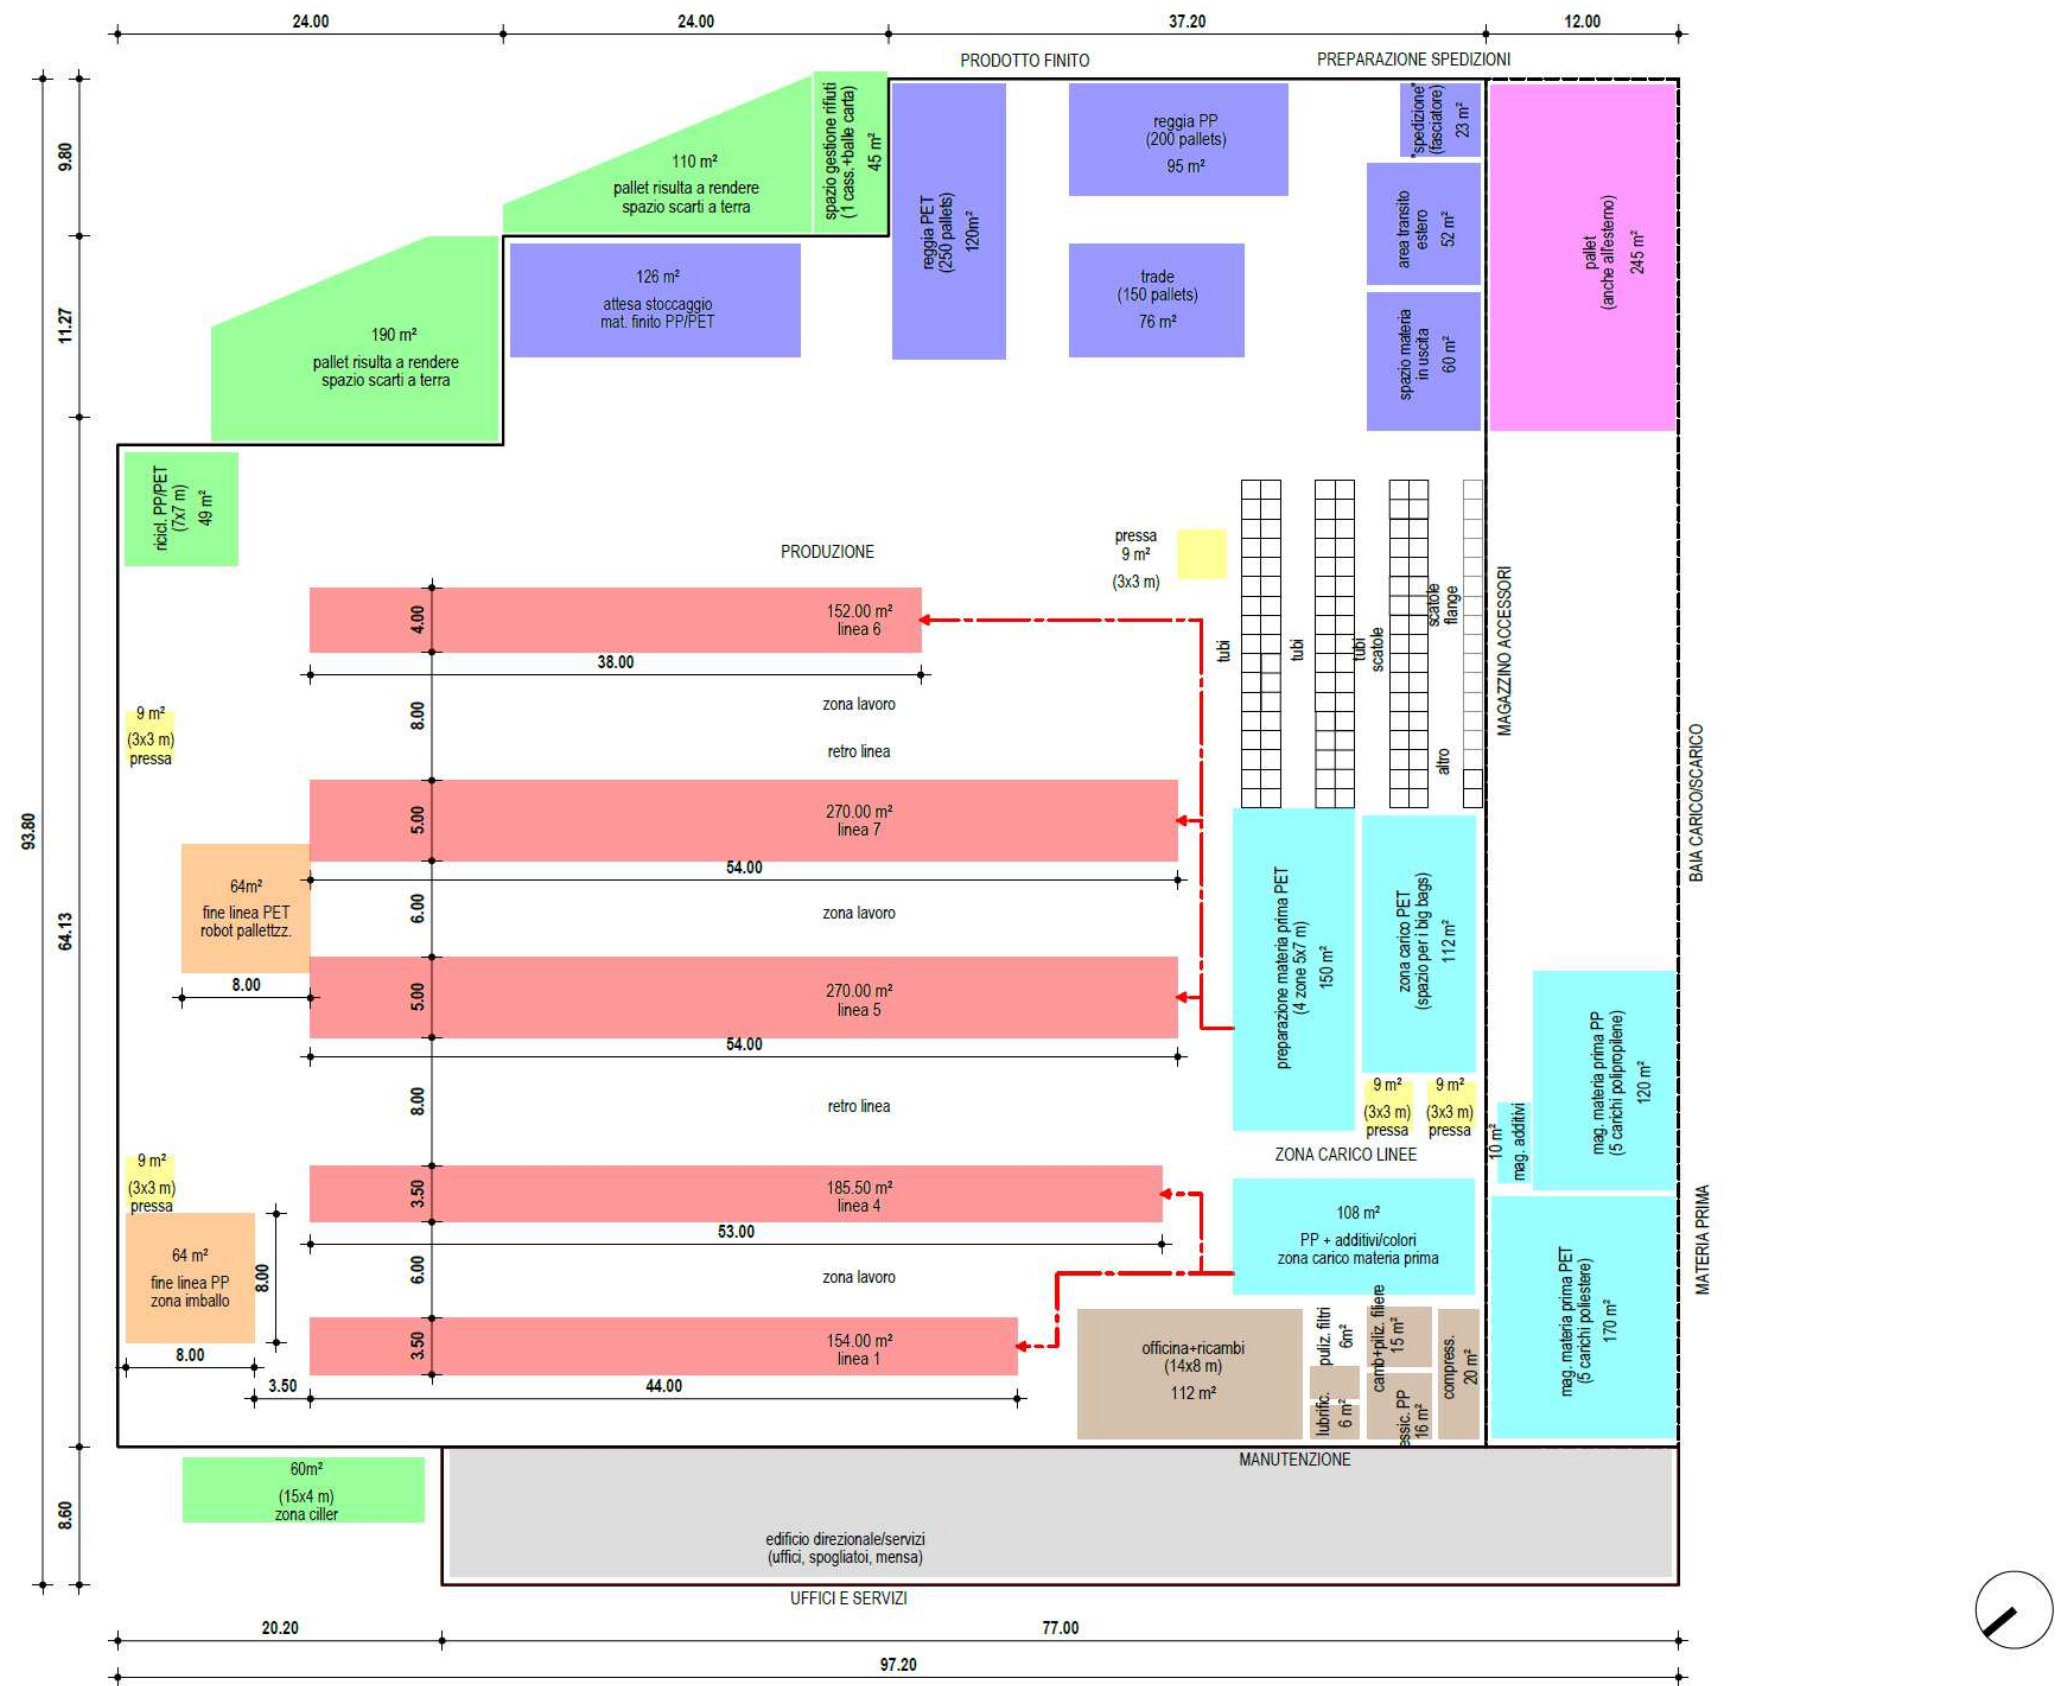 24.00
24.00
37.20
12.00
PRODOTTO FINITO
PREPARAZIONE SPEDIZIONI
93.80
9.80
11.27
64.13
8.60
110 m²
pallet risulta a rendere
spazio scarti a terra
spazio gestione rifiuti
(1 cass.+balle carta)
45 m²
190 m²
pallet risulta a rendere
spazio scarti a terra
126 m²
attesa stoccaggio
mat. finito PP/PET
reggia PET
(250 pallets)
120m²
reggia PP
(200 pallets)
95 m²
trade
(150 pallets)
76 m²
"spedizione"
(fasciatore)
23 m²
area transito
estero
52 m²
spazio materia
in uscita
60 m²
pallet
(anche all'esterno)
245 m²
ricicl. PP/PET
(7x7 m)
49 m²
PRODUZIONE
pressa
9 m²
(3x3 m)
tubi
tubi
tubi
scatole
scatole
flange
altro
MAGAZZINO ACCESSORI
BAIA CARICO/SCARICO
152.00 m²
linea 6
4.00
38.00
zona lavoro
8.00
retro linea
9 m²
(3x3 m)
pressa
270.00 m²
linea 7
5.00
54.00
64m²
fine linea PET
robot pallettzz.
8.00
6.00
zona lavoro
270.00 m²
linea 5
5.00
54.00
8.00
retro linea
preparazione materia prima PET
(4 zone 5x7 m)
150 m²
zona carico PET
(spazio per i big bags)
112 m²
9 m²
(3x3 m)
pressa
9 m²
(3x3 m)
pressa
10 m²
mag. additivi
mag. materia prima PP
(5 carichi polipropilene)
120 m²
ZONA CARICO LINEE
MATERIA PRIMA
9 m²
(3x3 m)
pressa
185.50 m²
linea 4
3.50
53.00
108 m²
PP + additivi/colori
zona carico materia prima
64 m²
fine linea PP
zona imballo
8.00
8.00
6.00
zona lavoro
154.00 m²
linea 1
3.50
3.50
44.00
officina+ricambi
(14x8 m)
112 m²
puliz. filtri
6m²
lubrific.
6 m²
camb+piliz. filiere
15 m²
essic. PP
16 m²
compress.
20 m²
mag. materia prima PET
(5 carichi poliestere)
170 m²
MANUTENZIONE
60m²
(15x4 m)
zona ciller
edificio direzionale/servizi
(uffici, spogliatoi, mensa)
UFFICI E SERVIZI
20.20
77.00
97.20